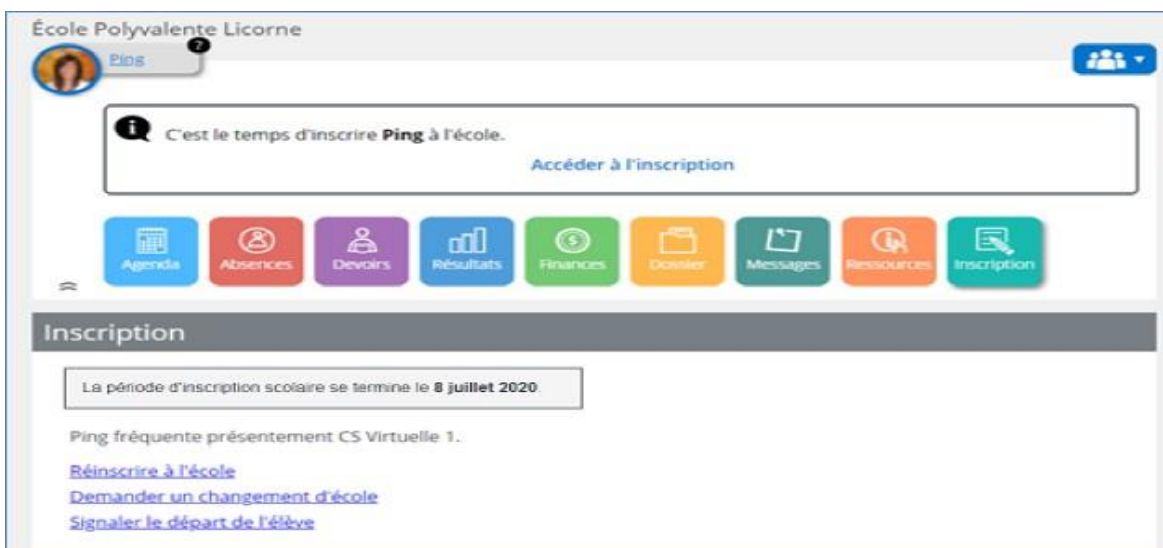 École Polyvalente Licorne
Ping
?
C'est le temps d'inscrire Ping à l'école.
Accéder à l'inscription
Agenda
Absences
Devoirs
Résultats
Finances
Dossier
Messages
Ressources
Inscription
Inscription
La période d'inscription scolaire se termine le 8 juillet 2020
Ping fréquente présentement CS Virtuelle 1.
Réinscrire à l'école
Demander un changement d'école
Signaler le départ de l'élève